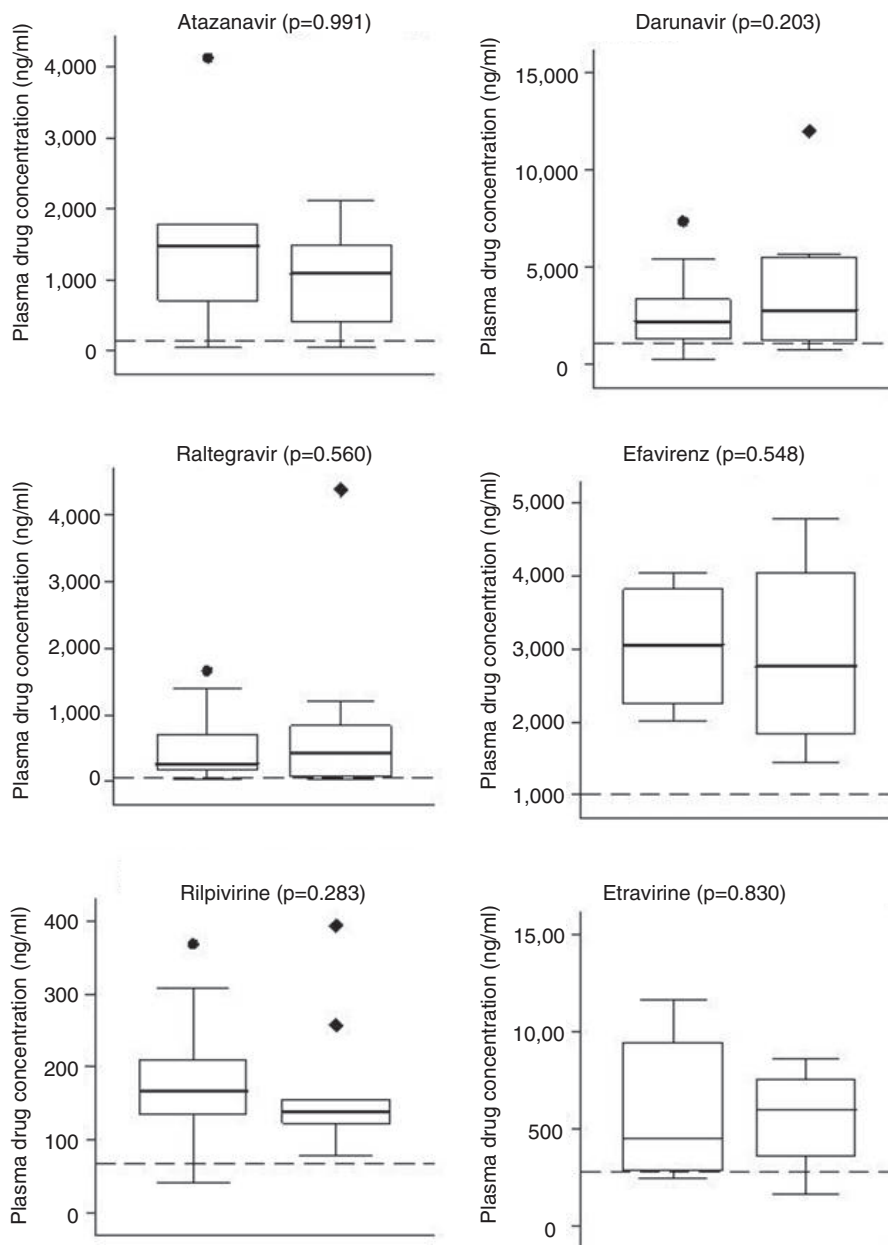 Atazanavir (p=0.991)
Plasma drug concentration (ng/ml)
4,000
3,000
2,000
1,000
0
Darunavir (p=0.203)
Plasma drug concentration (ng/ml)
15,000
10,000
5,000
0
Raltegravir (p=0.560)
Plasma drug concentration (ng/ml)
4,000
3,000
2,000
1,000
0
Efavirenz (p=0.548)
Plasma drug concentration (ng/ml)
5,000
4,000
3,000
2,000
1,000
Rilpivirine (p=0.283)
Plasma drug concentration (ng/ml)
400
300
200
100
0
Etravirine (p=0.830)
Plasma drug concentration (ng/ml)
15,00
10,00
500
0